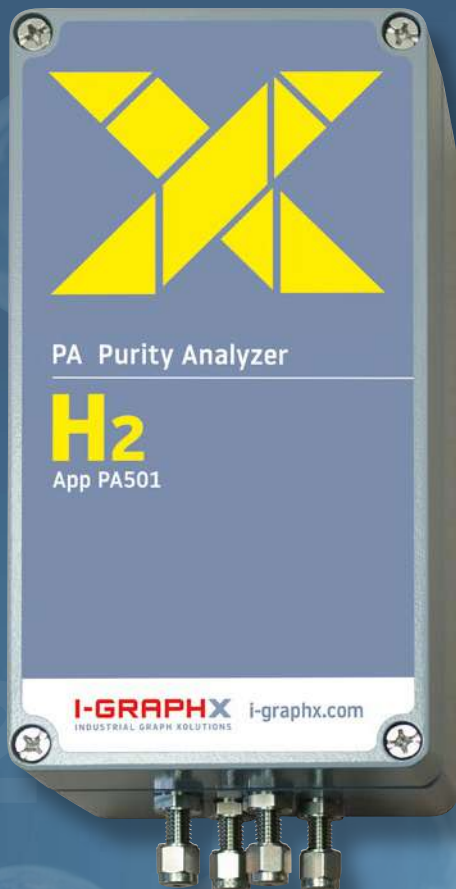 PA Purity Analyzer
H2
App PA501
I-GRAPHX i-graphx.com
INDUSTRIAL GRAPH XOLUTIONS